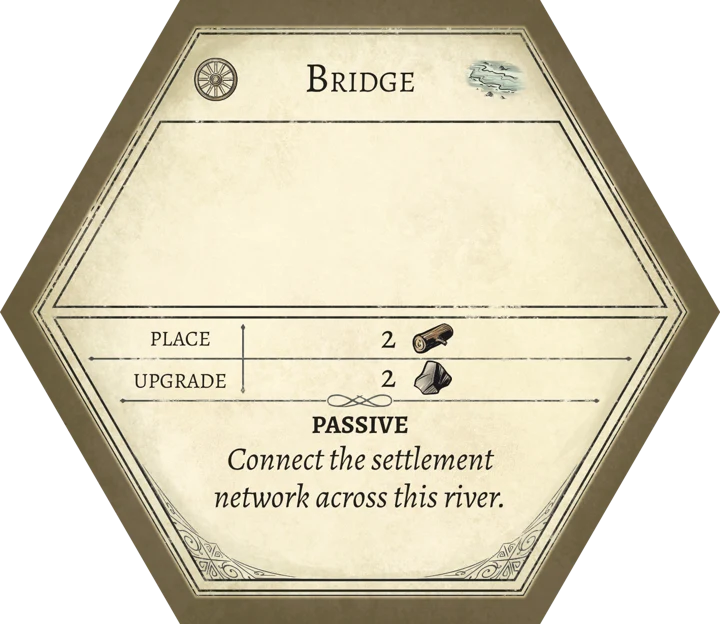 Bridge
PLACE 2
UPGRADE 2
PASSIVE
Connect the settlement
network across this river.